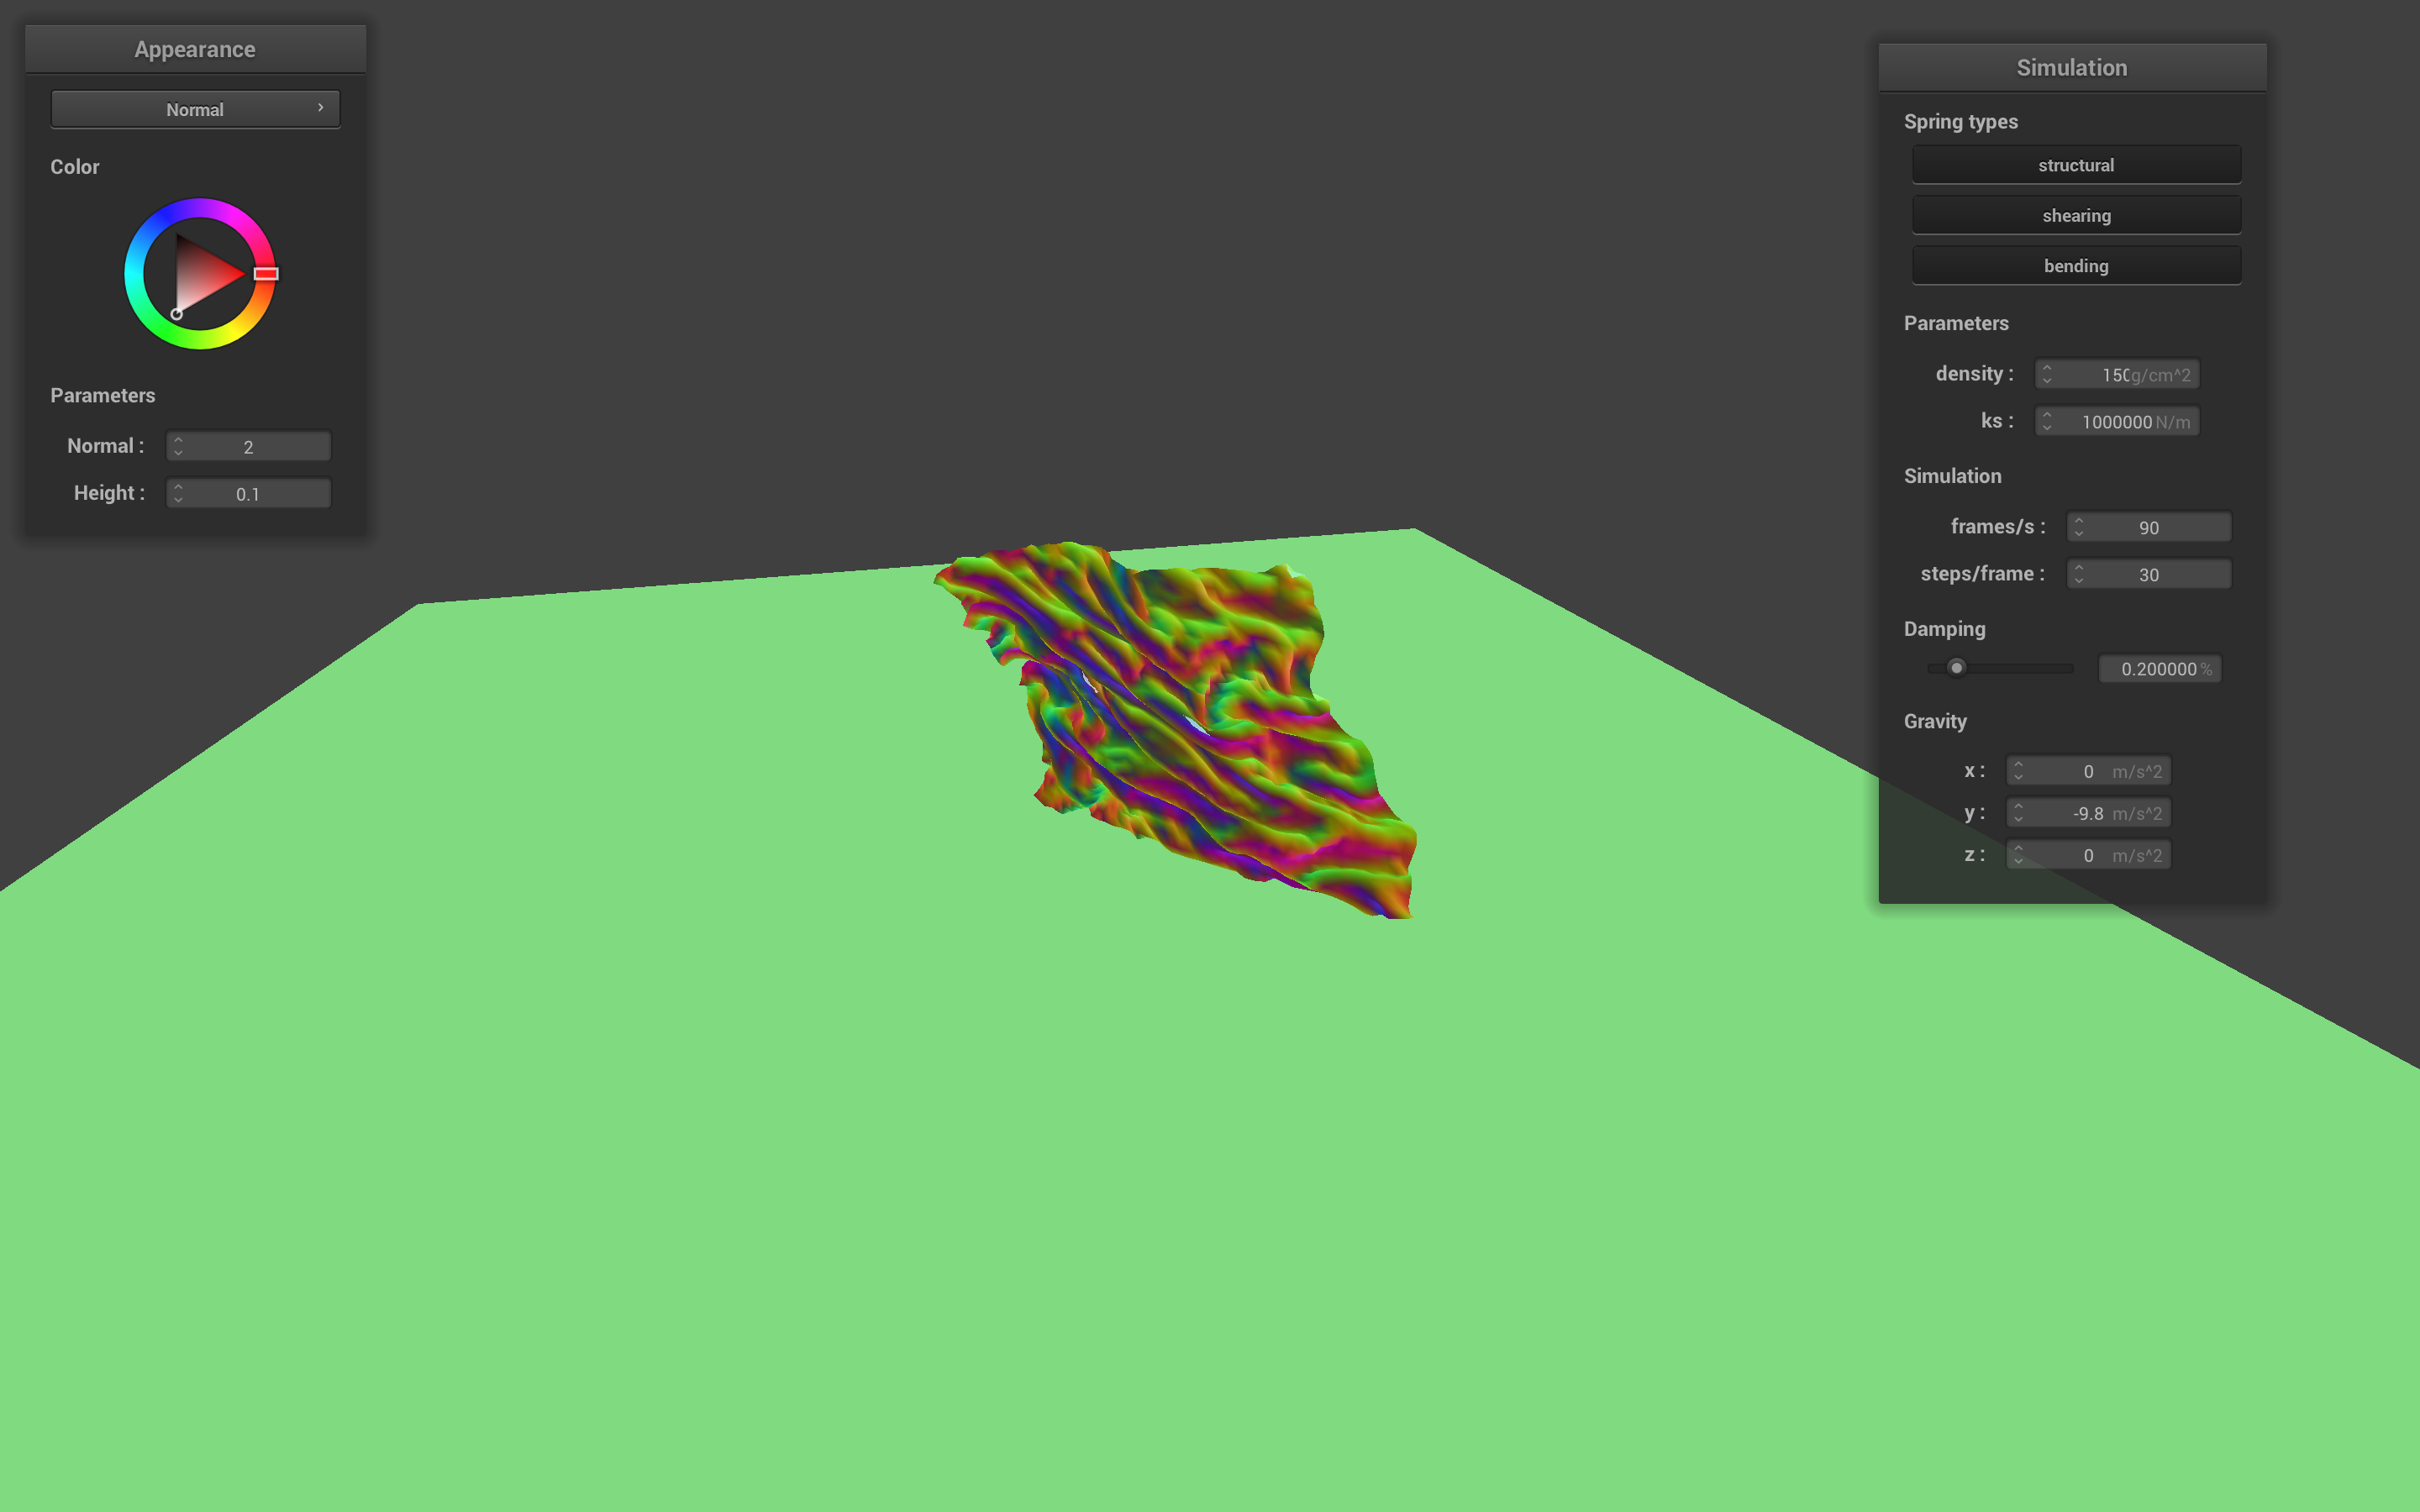 Appearance
Normal
Color
Parameters
Normal : 2
Height : 0.1
Simulation
Spring types
structural
shearing
bending
Parameters
density : 150g/cm^2
ks : 1000000 N/m
Simulation
frames/s : 90
steps/frame : 30
Damping
0.200000 %
Gravity
x : 0 m/s^2
y : -9.8 m/s^2
z : 0 m/s^2